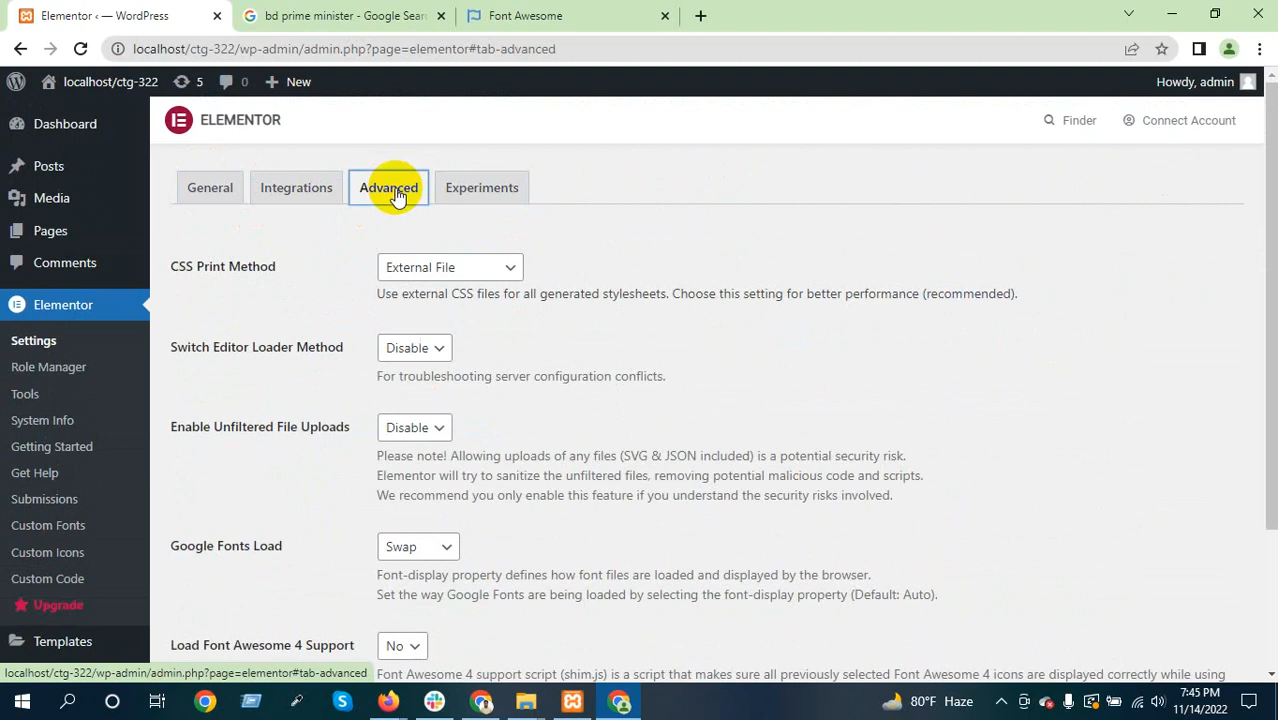 Elementor ‹ — WordPress
bd prime minister - Google Sear
Font Awesome
localhost/ctg-322/wp-admin/admin.php?page=elementor#tab-advanced
localhost/ctg-322
5
0
New
Howdy, admin
Dashboard
Posts
Media
Pages
Comments
Elementor
Settings
Role Manager
Tools
System Info
Getting Started
Get Help
Submissions
Custom Fonts
Custom Icons
Custom Code
Upgrade
Templates
ELEMENTOR
Finder
Connect Account
General
Integrations
Advanced
Experiments
CSS Print Method
External File
Use external CSS files for all generated stylesheets. Choose this setting for better performance (recommended).
Switch Editor Loader Method
Disable
For troubleshooting server configuration conflicts.
Enable Unfiltered File Uploads
Disable
Please note! Allowing uploads of any files (SVG & JSON included) is a potential security risk.
Elementor will try to sanitize the unfiltered files, removing potential malicious code and scripts.
We recommend you only enable this feature if you understand the security risks involved.
Google Fonts Load
Swap
Font-display property defines how font files are loaded and displayed by the browser.
Set the way Google Fonts are being loaded by selecting the font-display property (Default: Auto).
Load Font Awesome 4 Support
No
Font Awesome 4 support script (shim.js) is a script that makes sure all previously selected Font Awesome 4 icons are displayed correctly while using
localhost/ctg-322/wp-admin/admin.php?page=elementor#tab-advanced
80°F Haze
7:45 PM
11/14/2022